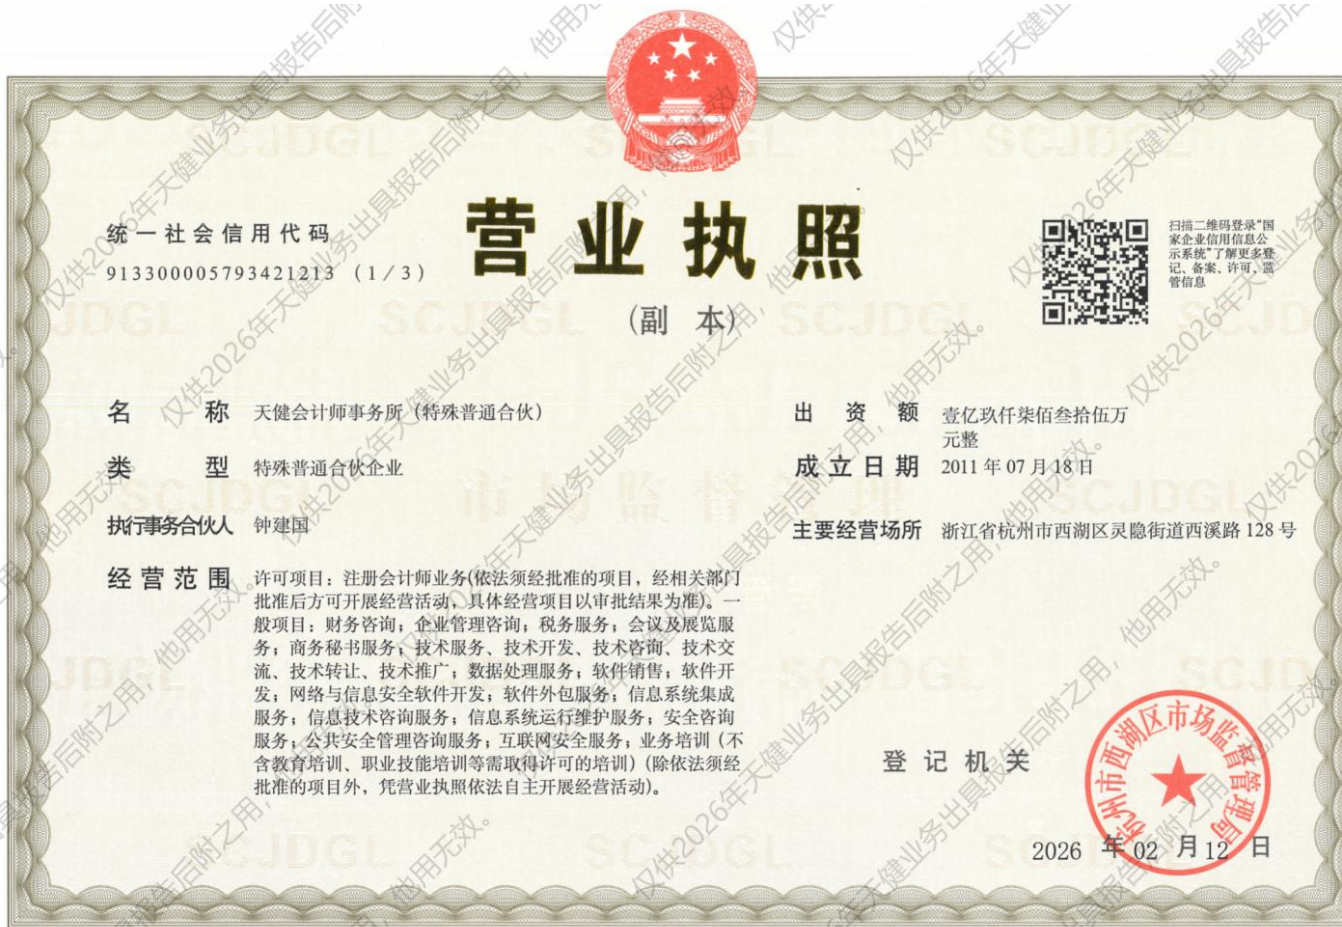 营业执照
（副 本）
统一社会信用代码
913300005793421213（1/3）
扫描二维码登录“国
家企业信用信息公
示系统”了解更多登
记、备案、许可、监
管信息
名 称 天健会计师事务所（特殊普通合伙）
类 型 特殊普通合伙企业
执行事务合伙人 钟建国
经营范围 许可项目：注册会计师业务(依法须经批准的项目，经相关部门
批准后方可开展经营活动，具体经营项目以审批结果为准)。一
般项目：财务咨询；企业管理咨询；税务服务；会议及展览服
务；商务秘书服务；技术服务、技术开发、技术咨询、技术交
流、技术转让、技术推广；数据处理服务；软件销售；软件开
发；网络与信息安全软件开发；软件外包服务；信息系统集成
服务；信息技术咨询服务；信息系统运行维护服务；安全咨询
服务；公共安全管理咨询服务；互联网安全服务；业务培训（不
含教育培训、职业技能培训等需取得许可的培训）(除依法须经
批准的项目外，凭营业执照依法自主开展经营活动)。
出 资 额 壹亿玖仟柒佰叁拾伍万
元整
成立日期 2011年07月18日
主要经营场所 浙江省杭州市西湖区灵隐街道西溪路128号
登记机关
杭州市西湖区市场监督管理局
2026 年 02 月 12 日
仅供2026年天健业务出具报告后附之用，他用无效。
SCJDGL
市场监督管理